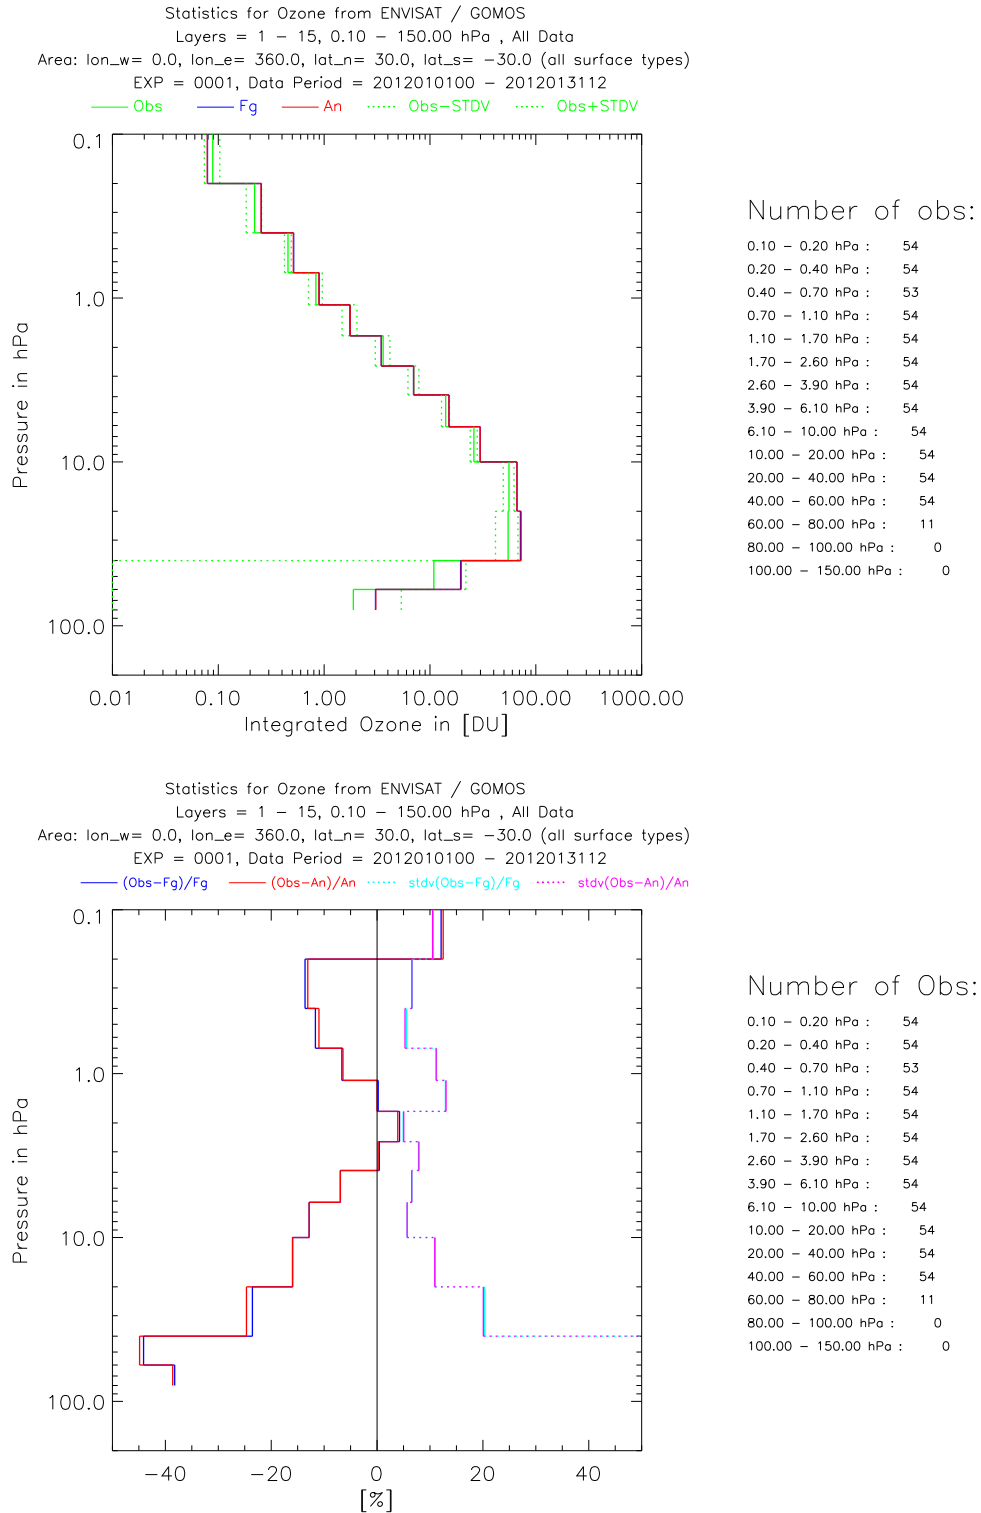 Statistics for Ozone from ENVISAT / GOMOS
Layers = 1 − 15, 0.10 − 150.00 hPa , All Data
Area: lon_w= 0.0, lon_e= 360.0, lat_n= 30.0, lat_s= −30.0 (all surface types)
EXP = 0001, Data Period = 2012010100 − 2012013112
Obs Fg An Obs−STDV Obs+STDV
0.1
1.0
10.0
100.0
Pressure in hPa
0.01 0.10 1.00 10.00 100.00 1000.00
Integrated Ozone in [DU]
Number of obs:
0.10 − 0.20 hPa : 54
0.20 − 0.40 hPa : 54
0.40 − 0.70 hPa : 53
0.70 − 1.10 hPa : 54
1.10 − 1.70 hPa : 54
1.70 − 2.60 hPa : 54
2.60 − 3.90 hPa : 54
3.90 − 6.10 hPa : 54
6.10 − 10.00 hPa : 54
10.00 − 20.00 hPa : 54
20.00 − 40.00 hPa : 54
40.00 − 60.00 hPa : 54
60.00 − 80.00 hPa : 11
80.00 − 100.00 hPa : 0
100.00 − 150.00 hPa : 0
Statistics for Ozone from ENVISAT / GOMOS
Layers = 1 − 15, 0.10 − 150.00 hPa , All Data
Area: lon_w= 0.0, lon_e= 360.0, lat_n= 30.0, lat_s= −30.0 (all surface types)
EXP = 0001, Data Period = 2012010100 − 2012013112
(Obs−Fg)/Fg (Obs−An)/An stdv(Obs−Fg)/Fg stdv(Obs−An)/An
0.1
1.0
10.0
100.0
Pressure in hPa
−40 −20 0 20 40
[%]
Number of Obs:
0.10 − 0.20 hPa : 54
0.20 − 0.40 hPa : 54
0.40 − 0.70 hPa : 53
0.70 − 1.10 hPa : 54
1.10 − 1.70 hPa : 54
1.70 − 2.60 hPa : 54
2.60 − 3.90 hPa : 54
3.90 − 6.10 hPa : 54
6.10 − 10.00 hPa : 54
10.00 − 20.00 hPa : 54
20.00 − 40.00 hPa : 54
40.00 − 60.00 hPa : 54
60.00 − 80.00 hPa : 11
80.00 − 100.00 hPa : 0
100.00 − 150.00 hPa : 0